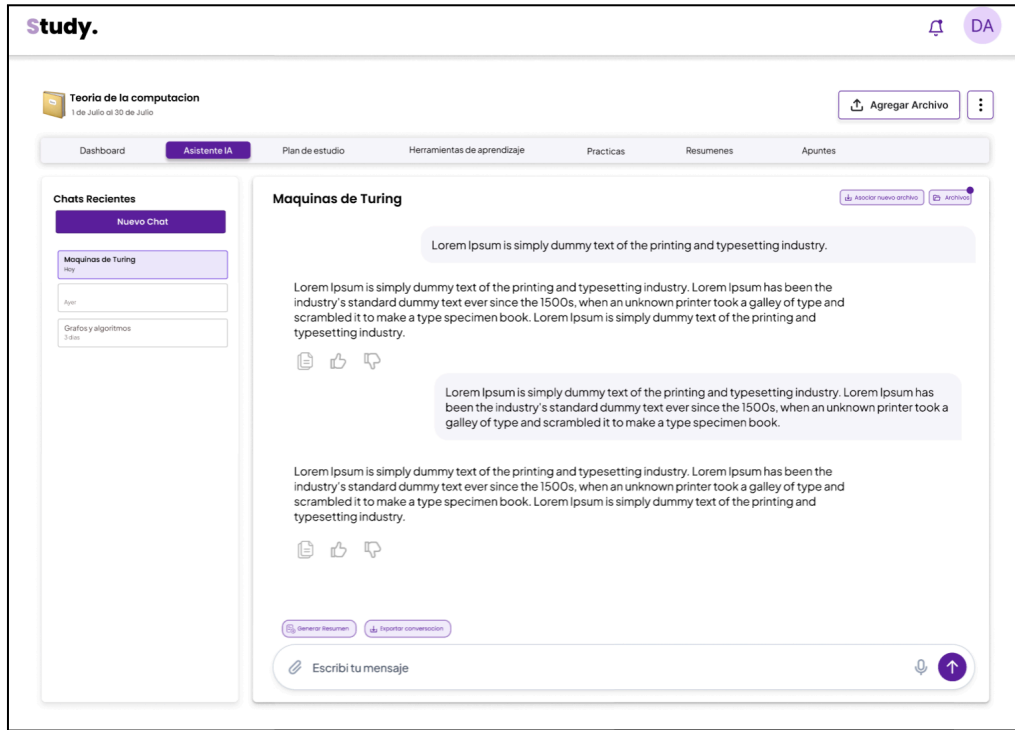 Study.
DA
Teoria de la computacion
1 de Julio al 30 de Julio
Agregar Archivo
Dashboard
Asistente IA
Plan de estudio
Herramientas de aprendizaje
Practicas
Resumenes
Apuntes
Chats Recientes
Nuevo Chat
Maquinas de Turing
Hoy
Ayer
Grafos y algoritmos
3 dias
Maquinas de Turing
Asociar nuevo archivo
Archivos
Lorem Ipsum is simply dummy text of the printing and typesetting industry.
Lorem Ipsum is simply dummy text of the printing and typesetting industry. Lorem Ipsum has been the
industry's standard dummy text ever since the 1500s, when an unknown printer took a galley of type and
scrambled it to make a type specimen book. Lorem Ipsum is simply dummy text of the printing and
typesetting industry.
Lorem Ipsum is simply dummy text of the printing and typesetting industry. Lorem Ipsum has
been the industry's standard dummy text ever since the 1500s, when an unknown printer took a
galley of type and scrambled it to make a type specimen book.
Lorem Ipsum is simply dummy text of the printing and typesetting industry. Lorem Ipsum has been the
industry's standard dummy text ever since the 1500s, when an unknown printer took a galley of type and
scrambled it to make a type specimen book. Lorem Ipsum is simply dummy text of the printing and
typesetting industry.
Generar Resumen
Exportar conversacion
Escribi tu mensaje